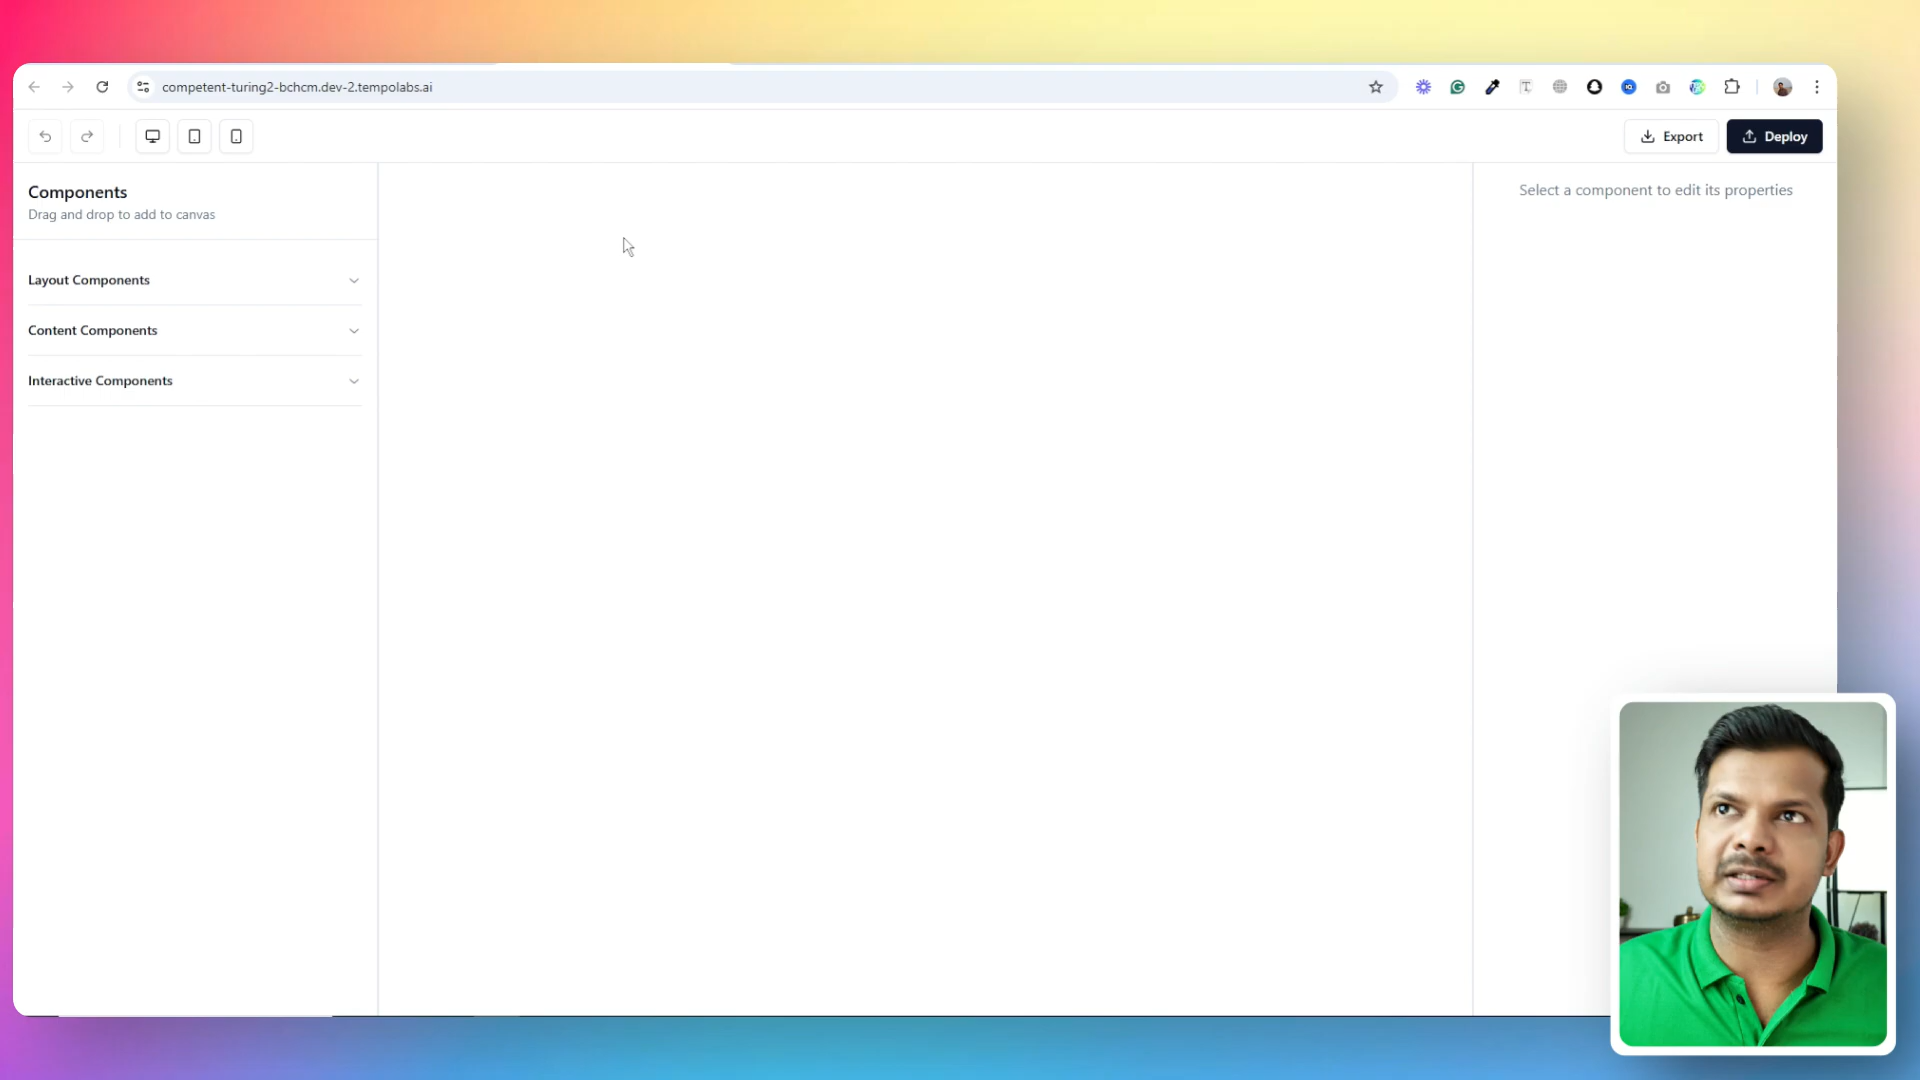 competent-turing2-bchcm.dev-2.tempolabs.ai
Export
Deploy
Components
Drag and drop to add to canvas
Select a component to edit its properties
Layout Components
Content Components
Interactive Components